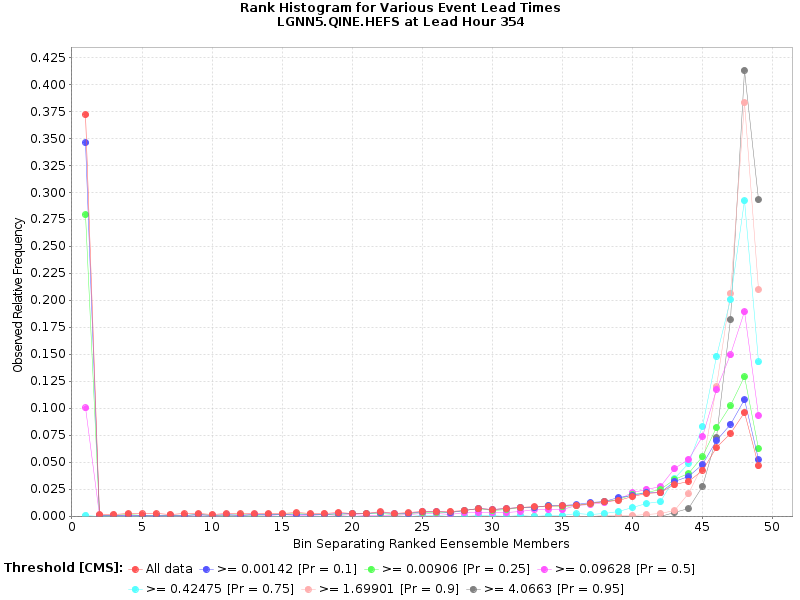 Rank Histogram for Various Event Lead Times
LGNN5.QINE.HEFS at Lead Hour 354
0.425
0.400
0.375
0.350
0.325
0.300
0.275
0.250
0.225
0.200
0.175
0.150
0.125
0.100
0.075
0.050
0.025
0.000
Observed Relative Frequency
0 5 10 15 20 25 30 35 40 45 50
Bin Separating Ranked Eensemble Members
Threshold [CMS]: All data >= 0.00142 [Pr = 0.1] >= 0.00906 [Pr = 0.25] >= 0.09628 [Pr = 0.5]
>= 0.42475 [Pr = 0.75] >= 1.69901 [Pr = 0.9] >= 4.0663 [Pr = 0.95]